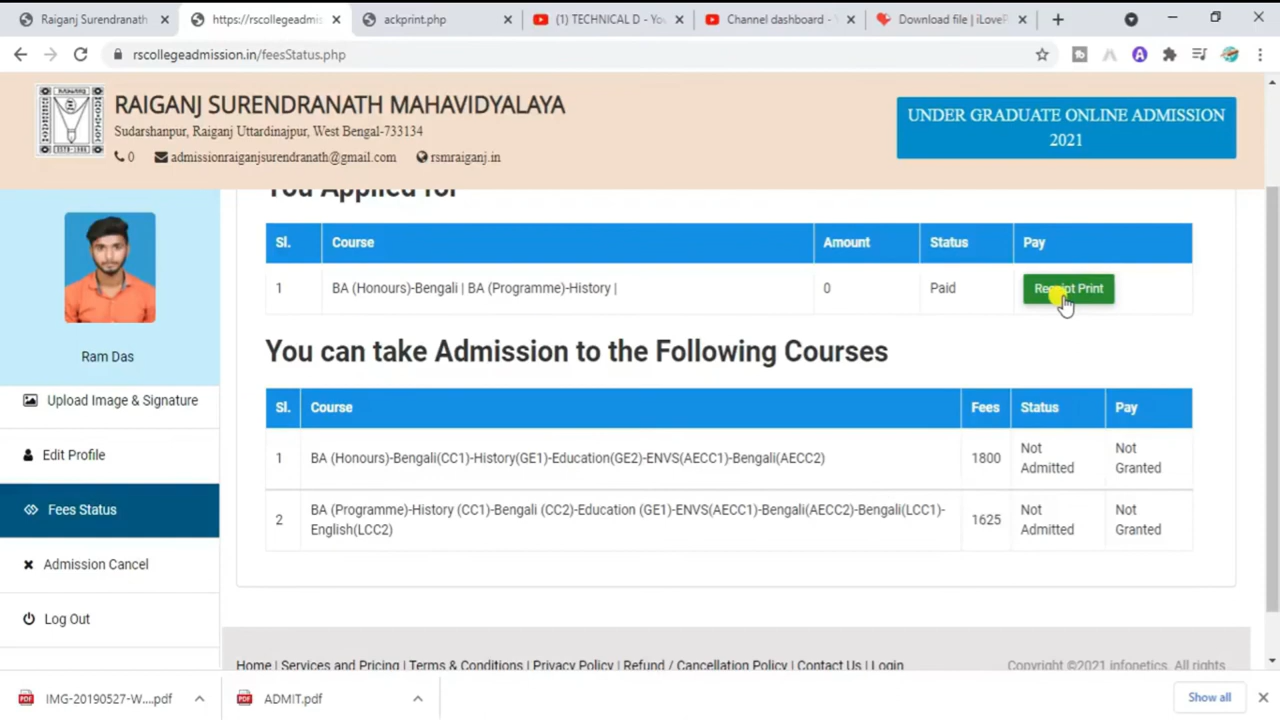 Raiganj Surendranath
https://rscollegeadmis
ackprint.php
(1) TECHNICAL D - Yo
Channel dashboard -
Download file | iLoveP
rscollegeadmission.in/feesStatus.php
RAIGANJ SURENDRANATH MAHAVIDYALAYA
Sudarshanpur, Raiganj Uttardinajpur, West Bengal-733134
0 admissionraiganjsurendranath@gmail.com rsmraiganj.in
UNDER GRADUATE ONLINE ADMISSION
2021
You Applied for
Sl. Course Amount Status Pay
1 BA (Honours)-Bengali | BA (Programme)-History | 0 Paid Receipt Print
You can take Admission to the Following Courses
Sl. Course Fees Status Pay
1 BA (Honours)-Bengali(CC1)-History(GE1)-Education(GE2)-ENVS(AECC1)-Bengali(AECC2) 1800 Not Admitted Not Granted
2 BA (Programme)-History (CC1)-Bengali (CC2)-Education (GE1)-ENVS(AECC1)-Bengali(AECC2)-Bengali(LCC1)-
English(LCC2) 1625 Not Admitted Not Granted
Ram Das
Upload Image & Signature
Edit Profile
Fees Status
Admission Cancel
Log Out
Home | Services and Pricing | Terms & Conditions | Privacy Policy | Refund / Cancellation Policy | Contact Us | Login
Copyright ©2021 infonetics. All rights
IMG-20190527-W....pdf
ADMIT.pdf
Show all